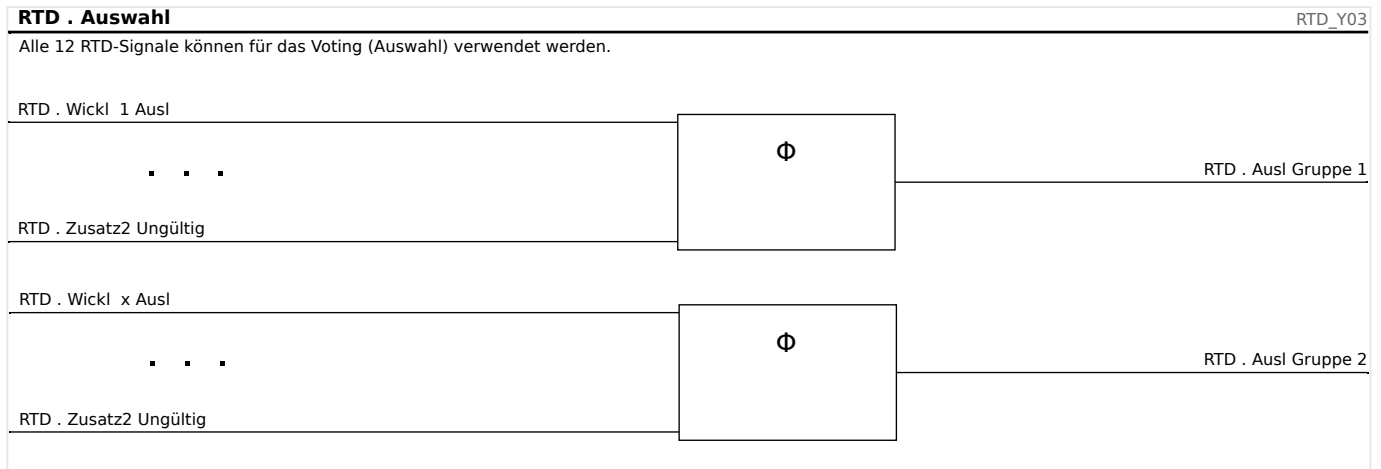 RTD . Auswahl RTD_Y03
Alle 12 RTD-Signale können für das Voting (Auswahl) verwendet werden.
RTD . Wickl  1 Ausl
Φ
. . .
RTD . Ausl Gruppe 1
RTD . Zusatz2 Ungültig
RTD . Wickl  x Ausl
Φ
. . .
RTD . Ausl Gruppe 2
RTD . Zusatz2 Ungültig